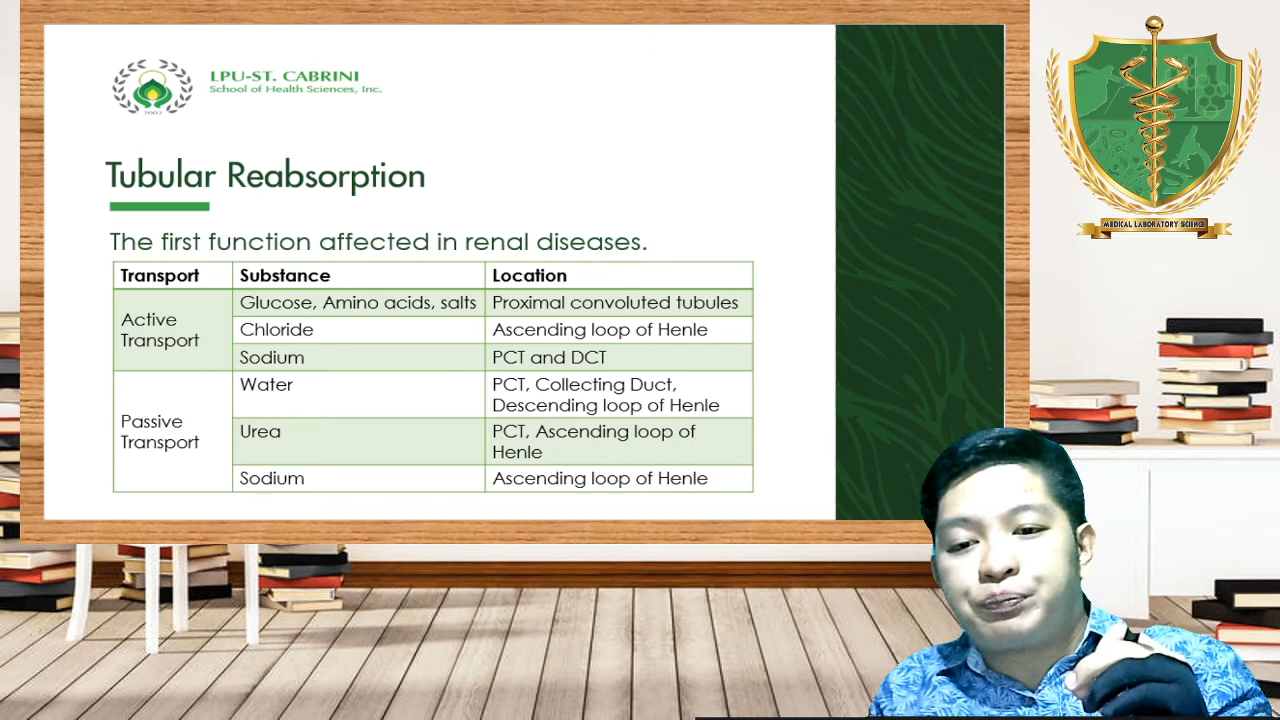 LPU-ST. CABRINI
School of Health Sciences, Inc.
2002
MEDICAL LABORATORY SCIENCE
Tubular Reabsorption
The first function affected in renal diseases.
Transport Substance Location
Active Transport
Glucose, Amino acids, salts Proximal convoluted tubules
Chloride Ascending loop of Henle
Sodium PCT and DCT
Passive Transport
Water PCT, Collecting Duct,
Descending loop of Henle
Urea PCT, Ascending loop of
Henle
Sodium Ascending loop of Henle